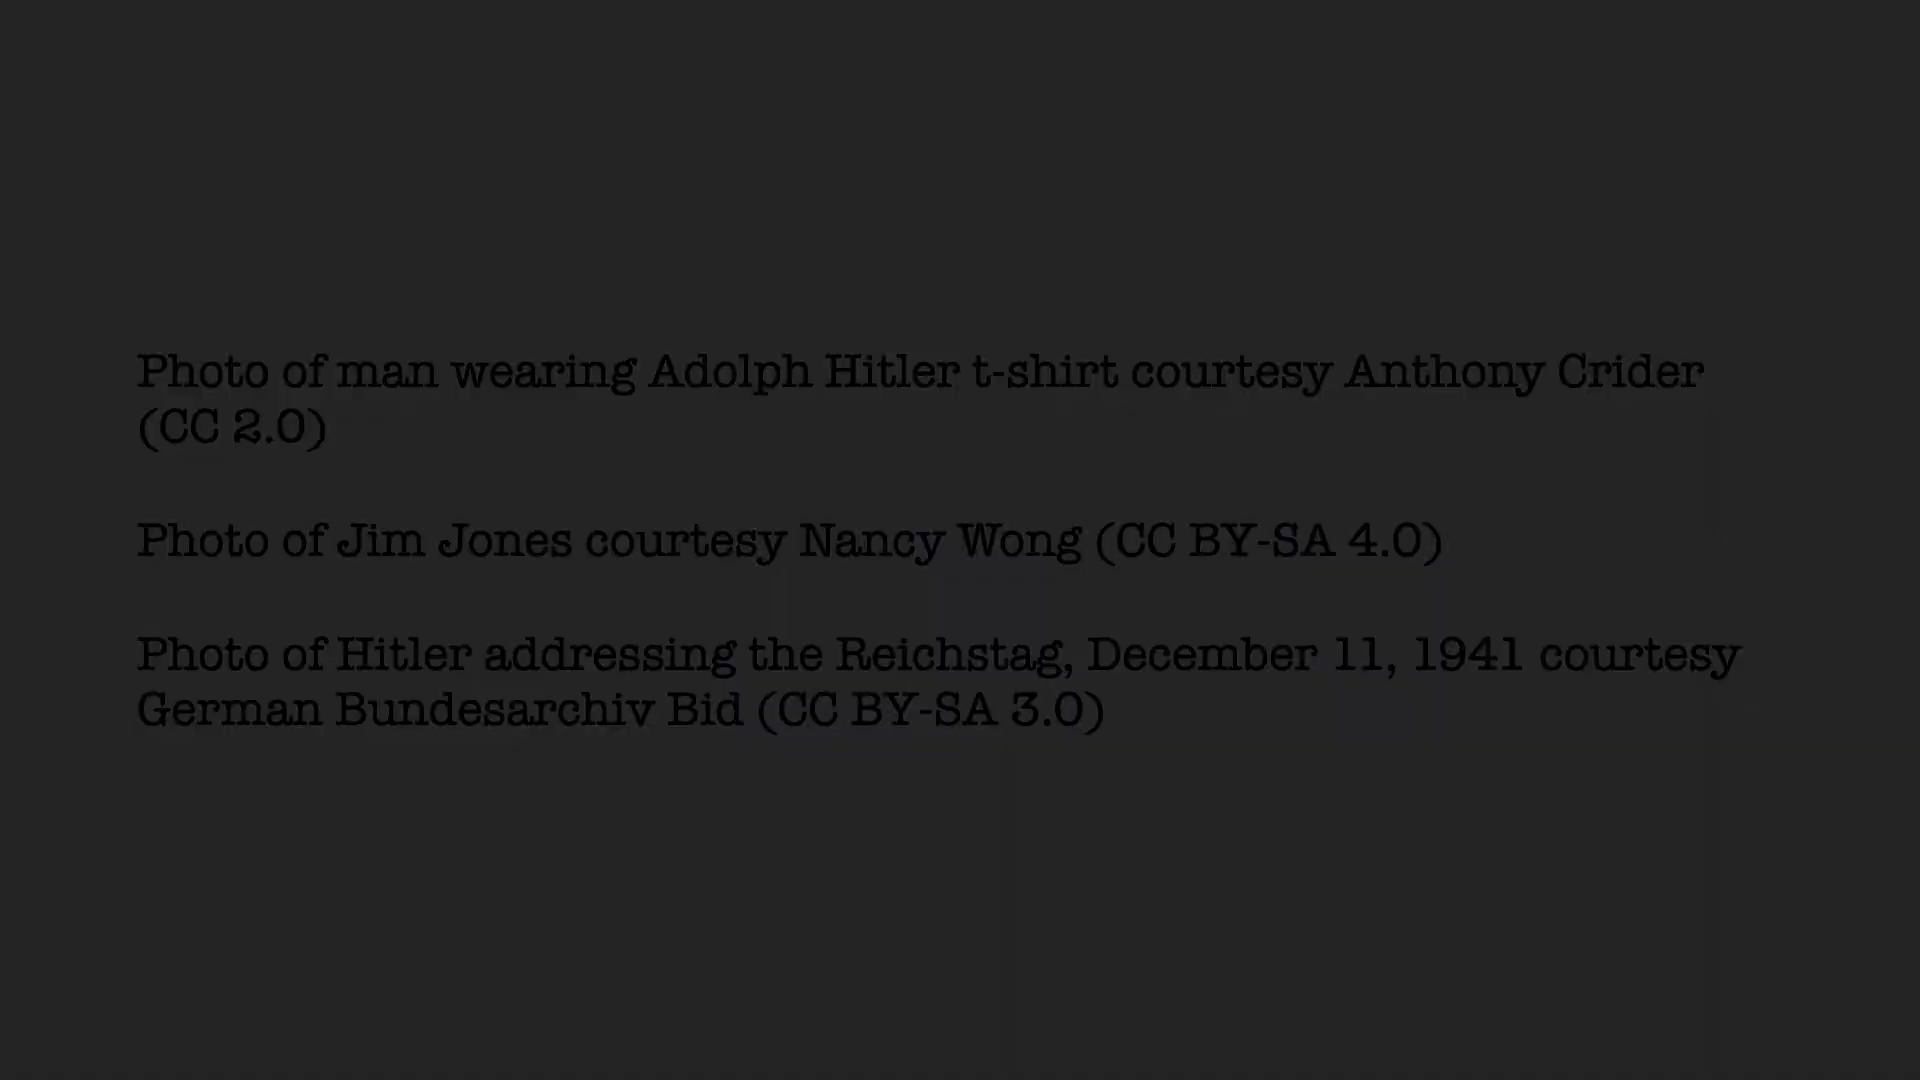 Photo of man wearing Adolph Hitler t-shirt courtesy Anthony Crider
(CC 2.0)
Photo of Jim Jones courtesy Nancy Wong (CC BY-SA 4.0)
Photo of Hitler addressing the Reichstag, December 11, 1941 courtesy
German Bundesarchiv Bid (CC BY-SA 3.0)